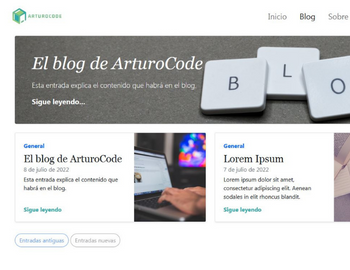 ARTUROCODE
Inicio Blog Sobre
El blog de ArturoCode
Esta entrada explica el contenido que habrá en el blog.
Sigue leyendo...
B L O
General
El blog de ArturoCode
6 de julio de 2022
Esta entrada explica el contenido que
habrá en el blog.
Sigue leyendo
General
Lorem Ipsum
7 de julio de 2022
Lorem ipsum dolor sit amet,
consectetur adipiscing elit. Aenean
sodales in elit rhoncus blandit.
Sigue leyendo
Entradas antiguas Entradas nuevas